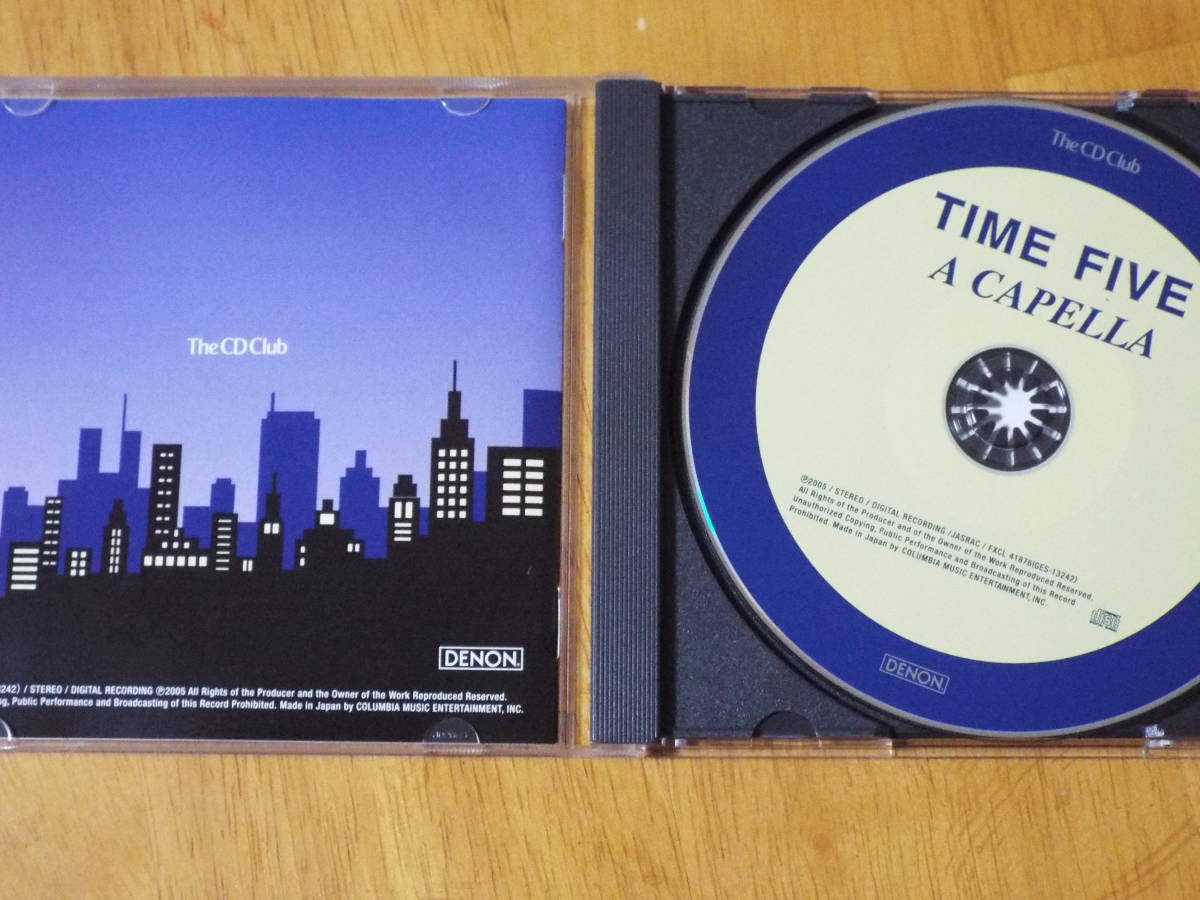 The CD Club
DENON
3242) / STEREO / DIGITAL RECORDING ℗2005 All Rights of the Producer and the Owner of the Work Reproduced Reserved.
Public Performance and Broadcasting of this Record Prohibited. Made in Japan by COLUMBIA MUSIC ENTERTAINMENT, INC.
The CD Club
TIME FIVE
A CAPELLA
℗2005 / STEREO / DIGITAL RECORDING /JASRAC / FXCL 41876(GES-13242)
All Rights of the Producer and of the Owner of the Work Reproduced Reserved.
Unauthorized Copying, Public Performance and Broadcasting of this Record
Prohibited. Made in Japan by COLUMBIA MUSIC ENTERTAINMENT, INC.
disc
DENON